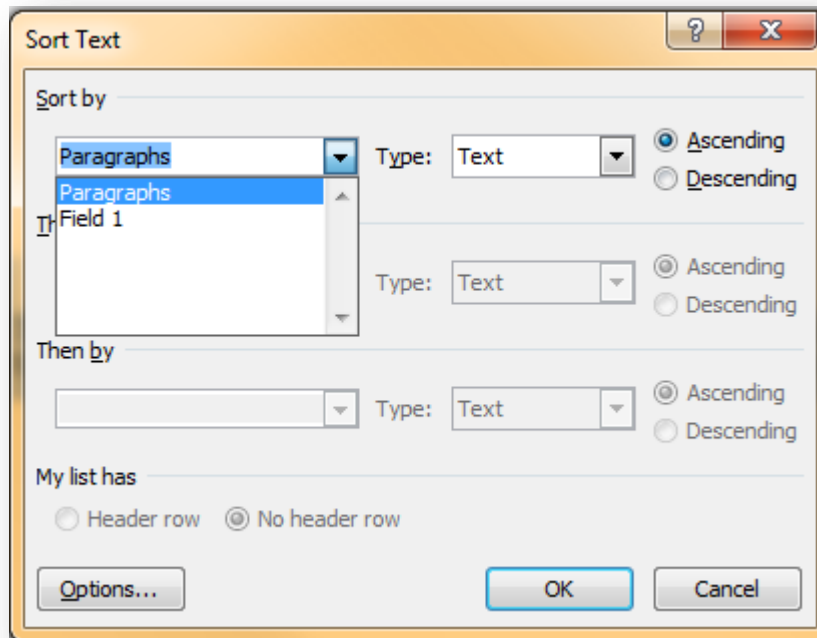 Sort Text
Sort by
Paragraphs Type: Text Ascending
Descending
Paragraphs
Field 1
Th
Type: Text Ascending
Descending
Then by
Type: Text Ascending
Descending
My list has
Header row No header row
Options... OK Cancel